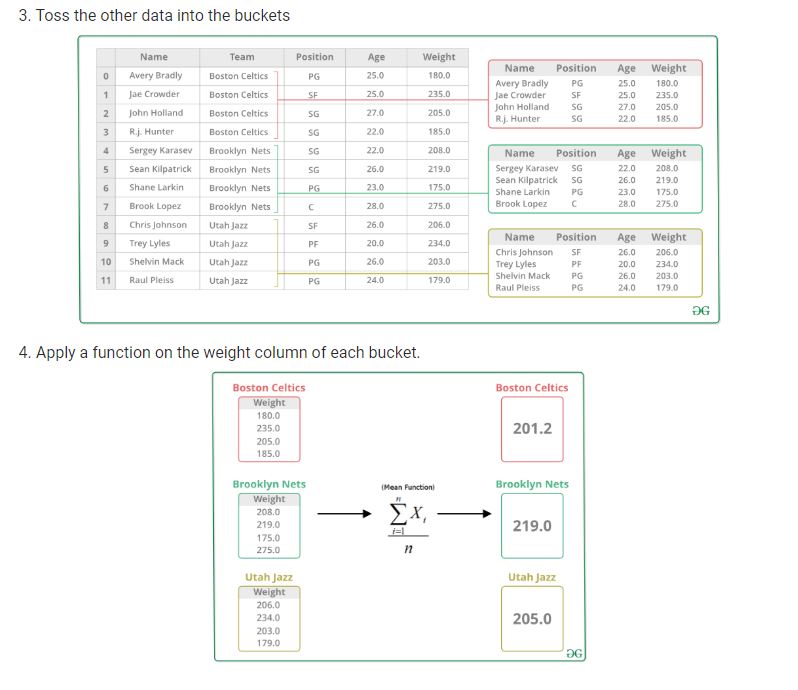 3. Toss the other data into the buckets
Name Team Position Age Weight
0 Avery Bradly Boston Celtics PG 25.0 180.0
1 Jae Crowder Boston Celtics SF 25.0 235.0
2 John Holland Boston Celtics SG 27.0 205.0
3 R.j. Hunter Boston Celtics SG 22.0 185.0
4 Sergey Karasev Brooklyn Nets SG 22.0 208.0
5 Sean Kilpatrick Brooklyn Nets SG 26.0 219.0
6 Shane Larkin Brooklyn Nets PG 23.0 175.0
7 Brook Lopez Brooklyn Nets C 28.0 275.0
8 Chris Johnson Utah Jazz SF 26.0 206.0
9 Trey Lyles Utah Jazz PF 20.0 234.0
10 Shelvin Mack Utah Jazz PG 26.0 203.0
11 Raul Pleiss Utah Jazz PG 24.0 179.0
Name Position Age Weight
Avery Bradly PG 25.0 180.0
Jae Crowder SF 25.0 235.0
John Holland SG 27.0 205.0
R.j. Hunter SG 22.0 185.0
Name Position Age Weight
Sergey Karasev SG 22.0 208.0
Sean Kilpatrick SG 26.0 219.0
Shane Larkin PG 23.0 175.0
Brook Lopez C 28.0 275.0
Name Position Age Weight
Chris Johnson SF 26.0 206.0
Trey Lyles PF 20.0 234.0
Shelvin Mack PG 26.0 203.0
Raul Pleiss PG 24.0 179.0
4. Apply a function on the weight column of each bucket.
Boston Celtics
Weight
180.0
235.0
205.0
185.0
Brooklyn Nets
Weight
208.0
219.0
175.0
275.0
Utah Jazz
Weight
206.0
234.0
203.0
179.0
(Mean Function)
n
∑ Xi
i=1
n
Boston Celtics
201.2
Brooklyn Nets
219.0
Utah Jazz
205.0